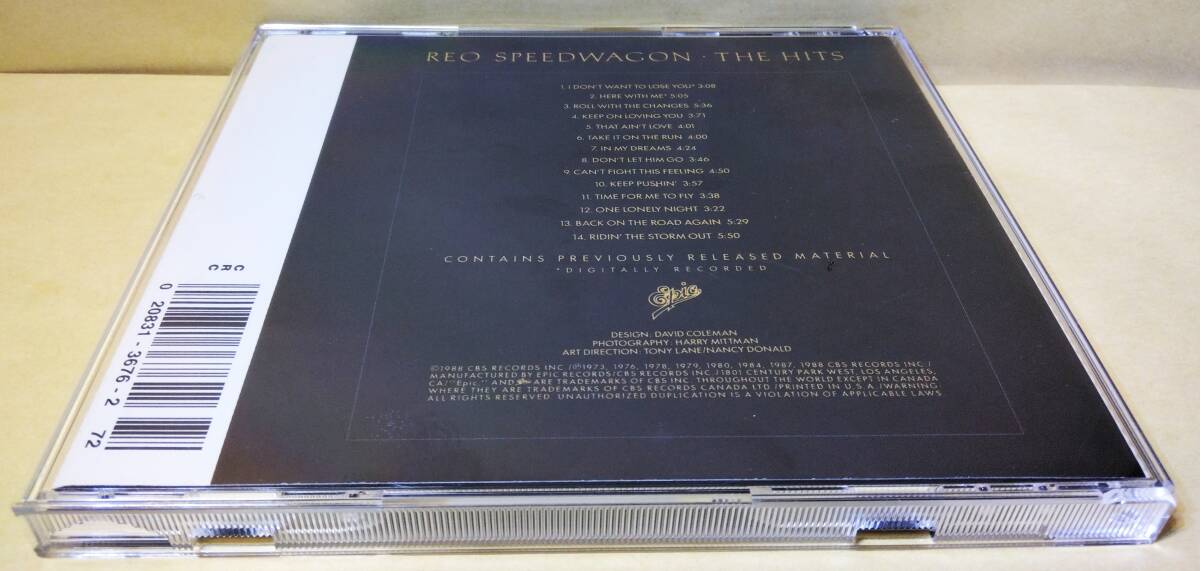 REO SPEEDWAGON · THE HITS
1. I DON'T WANT TO LOSE YOU* 3:08
2. HERE WITH ME* 5:05
3. ROLL WITH THE CHANGES 5:36
4. KEEP ON LOVING YOU 3:71
5. THAT AIN'T LOVE 4:01
6. TAKE IT ON THE RUN 4:00
7. IN MY DREAMS 4:24
8. DON'T LET HIM GO 3:46
9. CAN'T FIGHT THIS FEELING 4:50
10. KEEP PUSHIN' 3:57
11. TIME FOR ME TO FLY 3:38
12. ONE LONELY NIGHT 3:22
13. BACK ON THE ROAD AGAIN 5:29
14. RIDIN' THE STORM OUT 5:50
CONTAINS PREVIOUSLY RELEASED MATERIAL
*DIGITALLY RECORDED
Epic
DESIGN: DAVID COLEMAN
PHOTOGRAPHY: HARRY MITTMAN
ART DIRECTION: TONY LANE/NANCY DONALD
©1988 CBS RECORDS INC./℗1973, 1976, 1978, 1979, 1980, 1984, 1987, 1988 CBS RECORDS INC./
MANUFACTURED BY EPIC RECORDS/CBS RECORDS INC./1801 CENTURY PARK WEST, LOS ANGELES,
CA/"Epic," AND ARE TRADEMARKS OF CBS INC. THROUGHOUT THE WORLD EXCEPT IN CANADA
WHERE THEY ARE TRADEMARKS OF CBS RECORDS CANADA LTD./PRINTED IN U.S.A./WARNING:
ALL RIGHTS RESERVED. UNAUTHORIZED DUPLICATION IS A VIOLATION OF APPLICABLE LAWS.
CRC
0 20831-3676-2 72